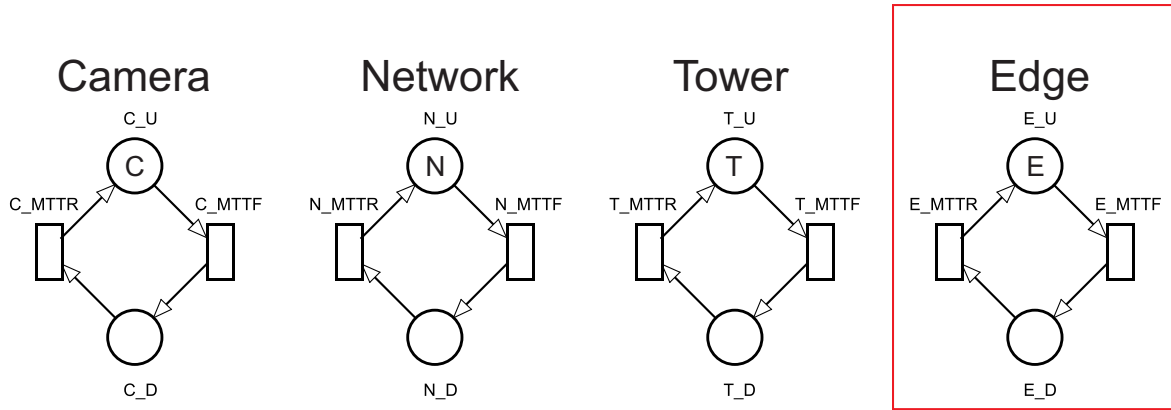 Camera
Network
Tower
Edge
C_U
N_U
T_U
E_U
C
N
T
E
C_MTTR
C_MTTF
N_MTTR
N_MTTF
T_MTTR
T_MTTF
E_MTTR
E_MTTF
C_D
N_D
T_D
E_D